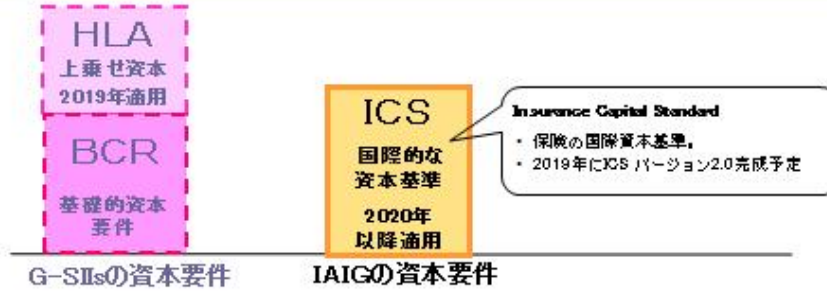 HLA
上乗せ資本
2019年適用
BCR
基礎的資本
要件
G-SIIsの資本要件
ICS
国際的な
資本基準
2020年
以降適用
IAIGの資本要件
Insurance Capital Standard
・ 保険の国際資本基準。
・ 2019年にICS バージョン2.0完成予定